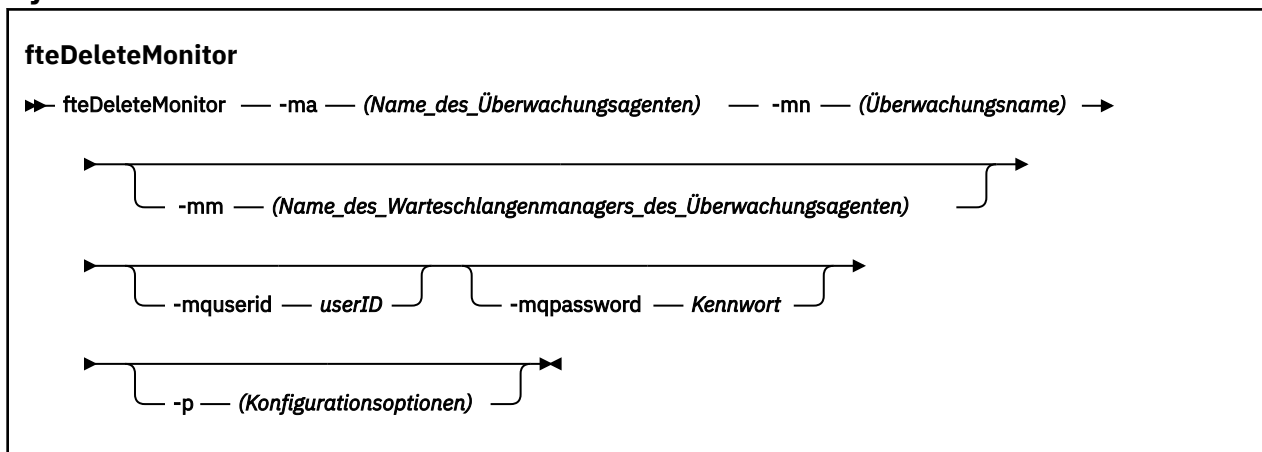 fteDeleteMonitor
fteDeleteMonitor -ma (Name_des_Überwachungsagenten) -mn (Überwachungsname)
-mm (Name_des_Warteschlangenmanagers_des_Überwachungsagenten)
-mquserid userID -mqpassword Kennwort
-p (Konfigurationsoptionen)